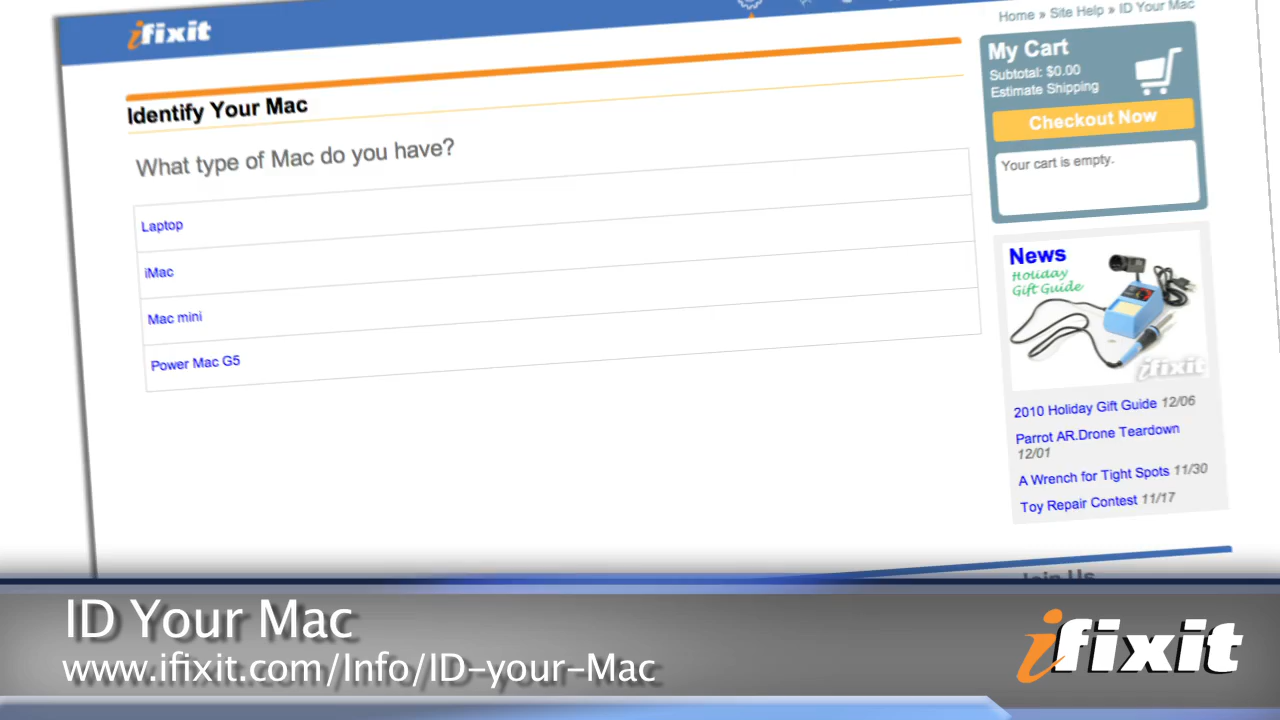 ifixit
Home » Site Help » ID Your Mac
Identify Your Mac
What type of Mac do you have?
Laptop
iMac
Mac mini
Power Mac G5
My Cart
Subtotal: $0.00
Estimate Shipping
Checkout Now
Your cart is empty.
News
Holiday
Gift Guide
ifixit
2010 Holiday Gift Guide 12/06
Parrot AR.Drone Teardown
12/01
A Wrench for Tight Spots 11/30
Toy Repair Contest 11/17
Join Us
ID Your Mac
www.ifixit.com/Info/ID-your-Mac
ifixit